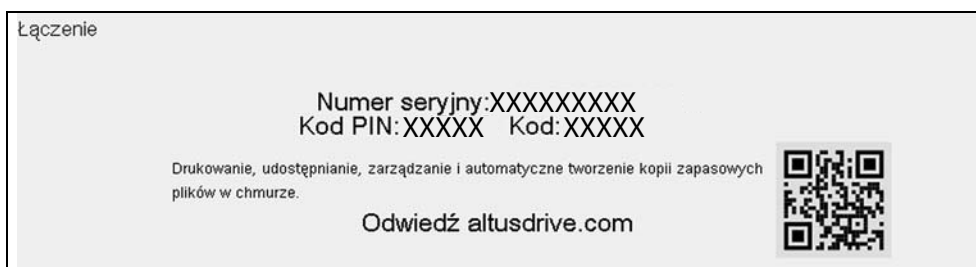 Łączenie
Numer seryjny:XXXXXXXXX
Kod PIN: XXXXX Kod: XXXXX
Drukowanie, udostępnianie, zarządzanie i automatyczne tworzenie kopii zapasowych
plików w chmurze.
Odwiedź altusdrive.com